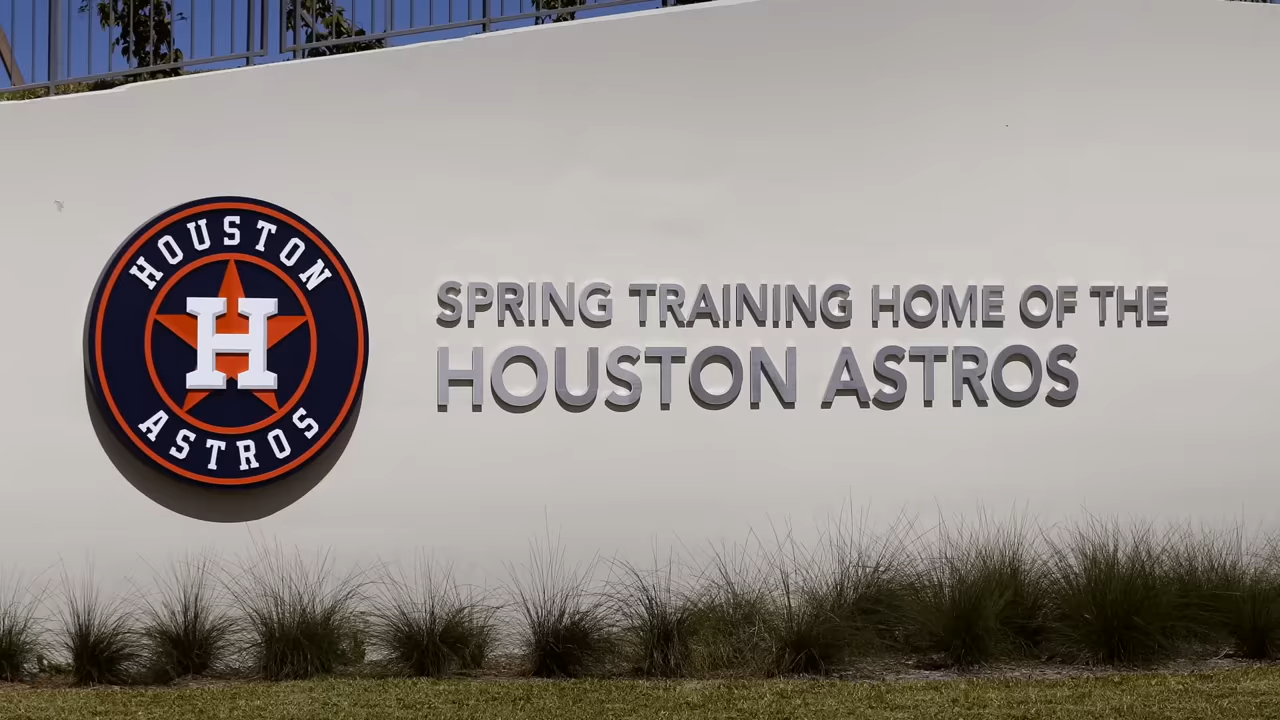 HOUSTON
H
ASTROS
SPRING TRAINING HOME OF THE
HOUSTON ASTROS